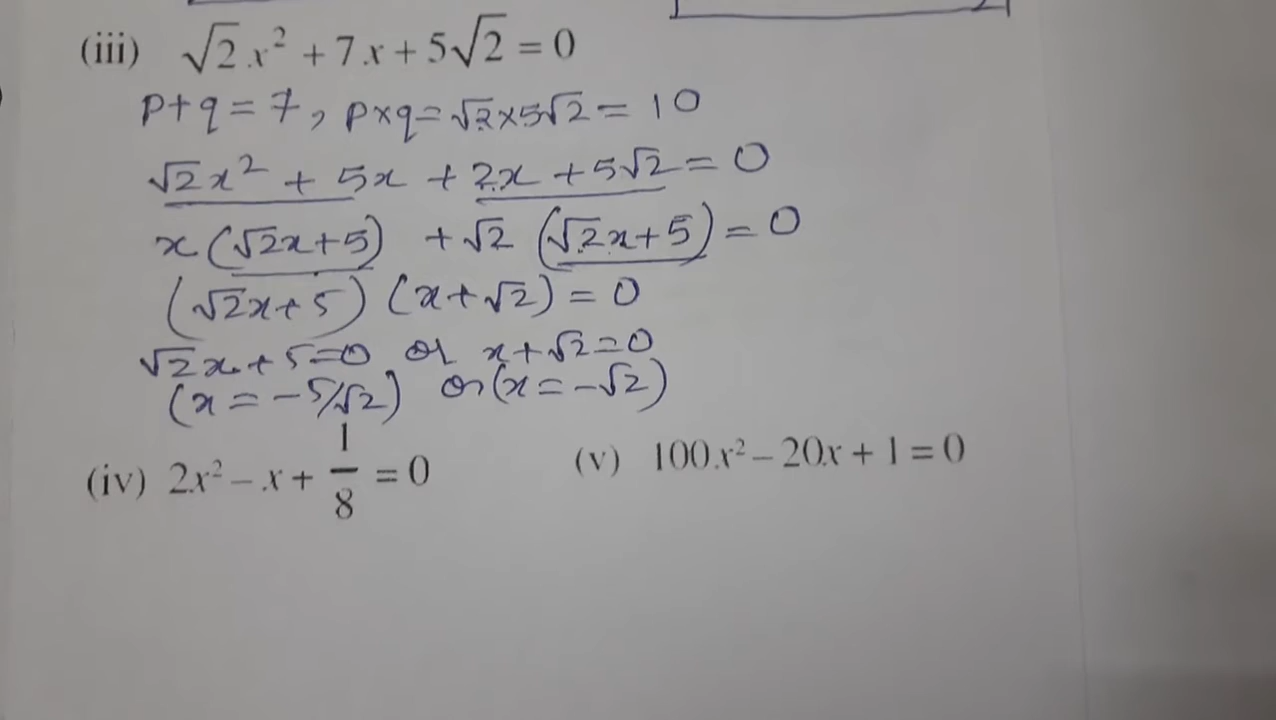 (iii) √2x² + 7x + 5√2 = 0
p+q = 7, p×q = √2×5√2 = 10
√2x² + 5x + 2x + 5√2 = 0
x(√2x+5) + √2 (√2x+5) = 0
(√2x+5) (x+√2) = 0
√2x+5=0 or x+√2=0
(x = -5/√2) or (x = -√2)
(iv) 2x² – x + 1/8 = 0 (v) 100x² – 20x + 1 = 0